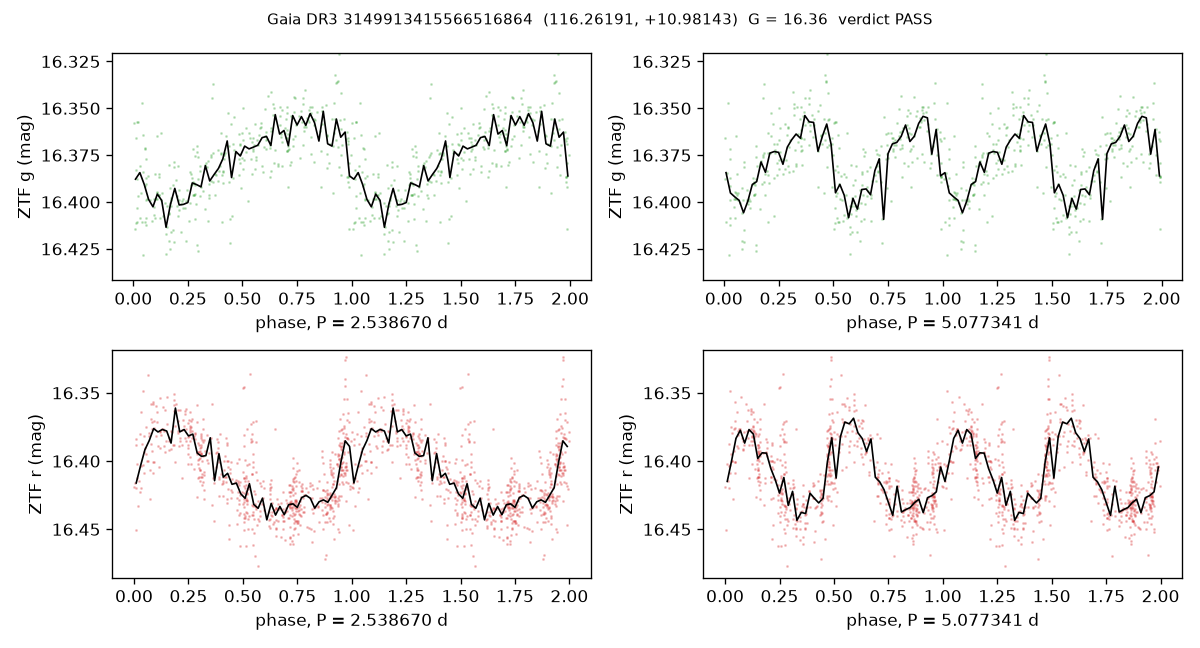 Gaia DR3 3149913415566516864 (116.26191, +10.98143) G = 16.36 verdict PASS
ZTF g (mag)
16.325
16.350
16.375
16.400
16.425
0.00 0.25 0.50 0.75 1.00 1.25 1.50 1.75 2.00
phase, P = 2.538670 d
ZTF g (mag)
16.325
16.350
16.375
16.400
16.425
0.00 0.25 0.50 0.75 1.00 1.25 1.50 1.75 2.00
phase, P = 5.077341 d
ZTF r (mag)
16.35
16.40
16.45
0.00 0.25 0.50 0.75 1.00 1.25 1.50 1.75 2.00
phase, P = 2.538670 d
ZTF r (mag)
16.35
16.40
16.45
0.00 0.25 0.50 0.75 1.00 1.25 1.50 1.75 2.00
phase, P = 5.077341 d